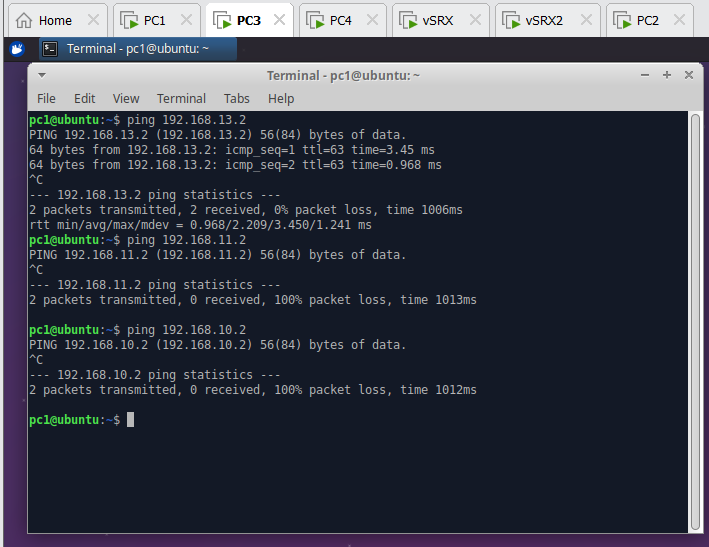 Home
PC1
PC3
PC4
vSRX
vSRX2
PC2
Terminal - pc1@ubuntu: ~
Terminal - pc1@ubuntu: ~
File Edit View Terminal Tabs Help
pc1@ubuntu:~$ ping 192.168.13.2
PING 192.168.13.2 (192.168.13.2) 56(84) bytes of data.
64 bytes from 192.168.13.2: icmp_seq=1 ttl=63 time=3.45 ms
64 bytes from 192.168.13.2: icmp_seq=2 ttl=63 time=0.968 ms
^C
--- 192.168.13.2 ping statistics ---
2 packets transmitted, 2 received, 0% packet loss, time 1006ms
rtt min/avg/max/mdev = 0.968/2.209/3.450/1.241 ms
pc1@ubuntu:~$ ping 192.168.11.2
PING 192.168.11.2 (192.168.11.2) 56(84) bytes of data.
^C
--- 192.168.11.2 ping statistics ---
2 packets transmitted, 0 received, 100% packet loss, time 1013ms
pc1@ubuntu:~$ ping 192.168.10.2
PING 192.168.10.2 (192.168.10.2) 56(84) bytes of data.
^C
--- 192.168.10.2 ping statistics ---
2 packets transmitted, 0 received, 100% packet loss, time 1012ms
pc1@ubuntu:~$